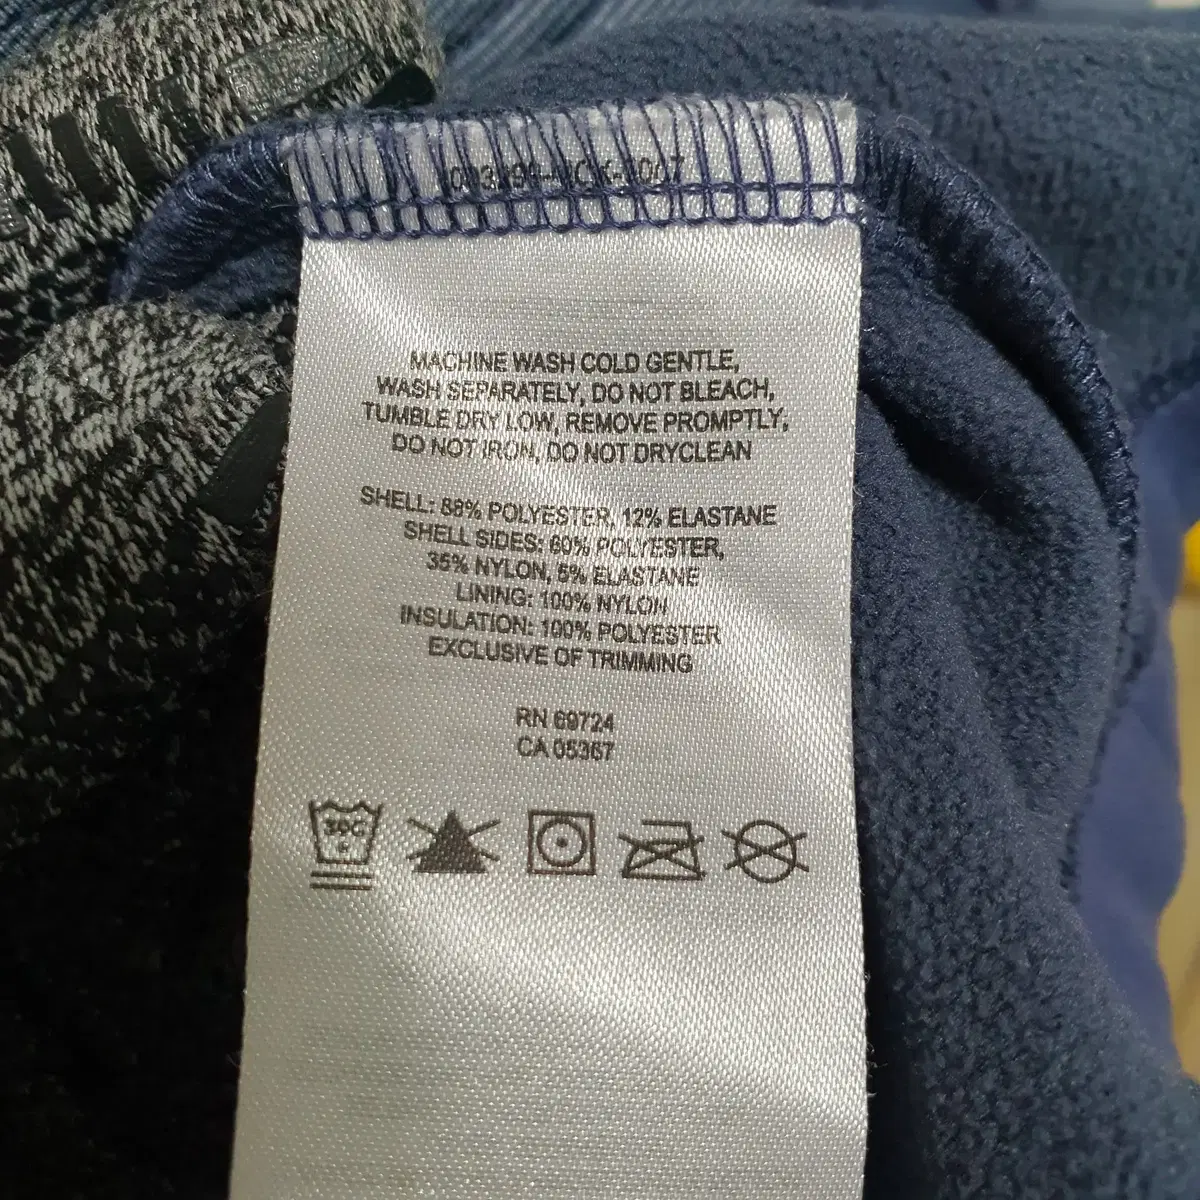 MACHINE WASH COLD GENTLE,
WASH SEPARATELY, DO NOT BLEACH,
TUMBLE DRY LOW, REMOVE PROMPTLY,
DO NOT IRON, DO NOT DRYCLEAN
SHELL: 88% POLYESTER, 12% ELASTANE
SHELL SIDES: 60% POLYESTER,
35% NYLON, 5% ELASTANE
LINING: 100% NYLON
INSULATION: 100% POLYESTER
EXCLUSIVE OF TRIMMING
RN 69724
CA 05367
30C